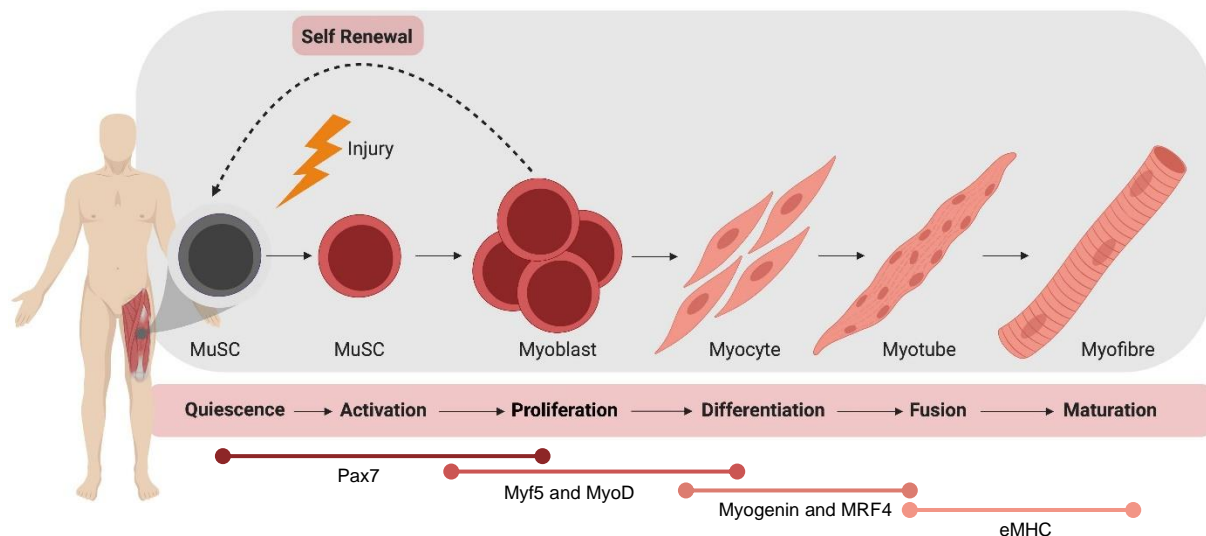 Self Renewal
Injury
MuSC
MuSC
Myoblast
Myocyte
Myotube
Myofibre
Quiescence
Activation
Proliferation
Differentiation
Fusion
Maturation
Pax7
Myf5 and MyoD
Myogenin and MRF4
eMHC